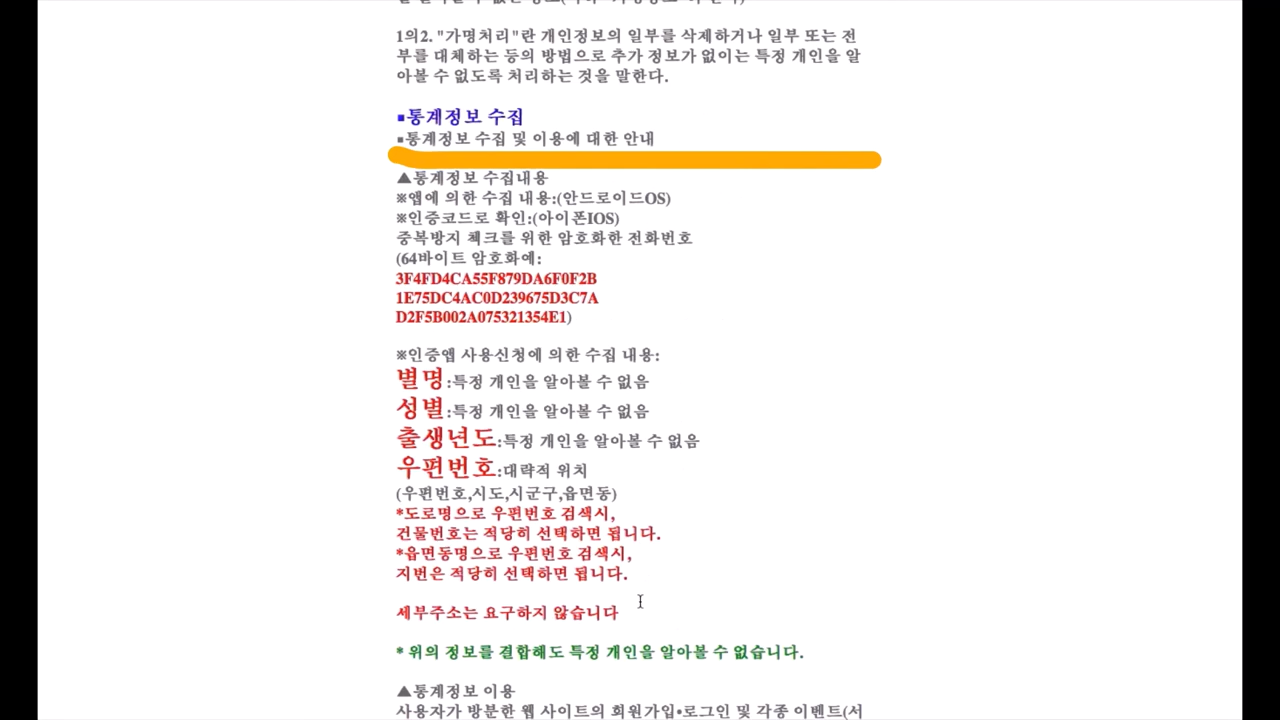 1의2. "가명처리"란 개인정보의 일부를 삭제하거나 일부 또는 전
부를 대체하는 등의 방법으로 추가 정보가 없이는 특정 개인을 알
아볼 수 없도록 처리하는 것을 말한다.
■통계정보 수집
■통계정보 수집 및 이용에 대한 안내
▲통계정보 수집내용
※앱에 의한 수집 내용:(안드로이드OS)
※인증코드로 확인:(아이폰IOS)
중복방지 첵크를 위한 암호화한 전화번호
(64바이트 암호화예:
3F4FD4CA55F879DA6F0F2B
1E75DC4AC0D239675D3C7A
D2F5B002A075321354E1)
※인증앱 사용신청에 의한 수집 내용:
별명:특정 개인을 알아볼 수 없음
성별:특정 개인을 알아볼 수 없음
출생년도:특정 개인을 알아볼 수 없음
우편번호:대략적 위치
(우편번호,시도,시군구,읍면동)
*도로명으로 우편번호 검색시,
건물번호는 적당히 선택하면 됩니다.
*읍면동명으로 우편번호 검색시,
지번은 적당히 선택하면 됩니다.
세부주소는 요구하지 않습니다
* 위의 정보를 결합해도 특정 개인을 알아볼 수 없습니다.
▲통계정보 이용
사용자가 방분한 웹 사이트의 회원가입•로그인 및 각종 이벤트(서